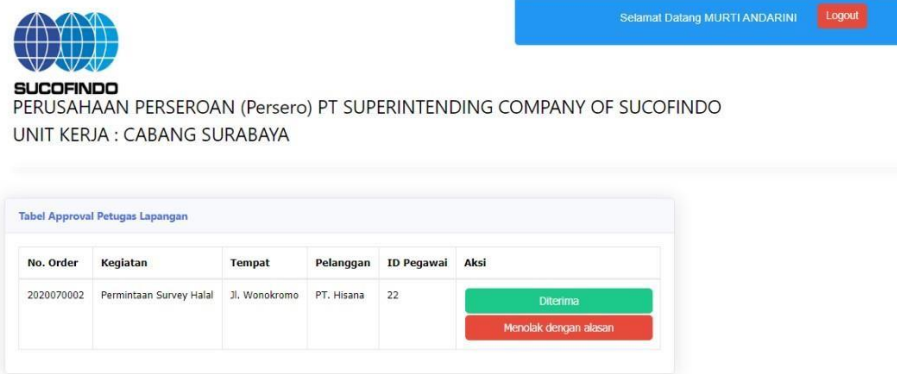 Selamat Datang MURTI ANDARINI Logout
SUCOFINDO
PERUSAHAAN PERSEROAN (Persero) PT SUPERINTENDING COMPANY OF SUCOFINDO
UNIT KERJA : CABANG SURABAYA
Tabel Approval Petugas Lapangan
No. Order Kegiatan Tempat Pelanggan ID Pegawai Aksi
2020070002 Permintaan Survey Halal Jl. Wonokromo PT. Hisana 22 Diterima
Menolak dengan alasan